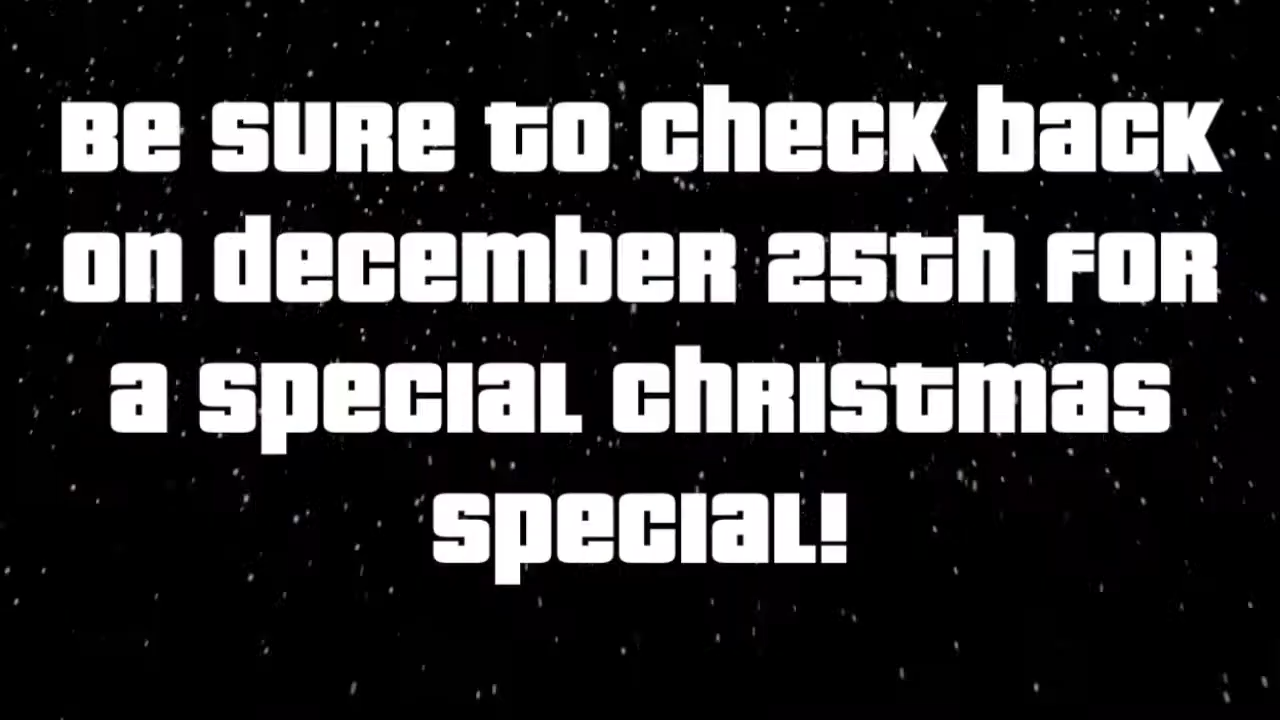 Be sure to check back
on december 25th for
a special christmas
special!